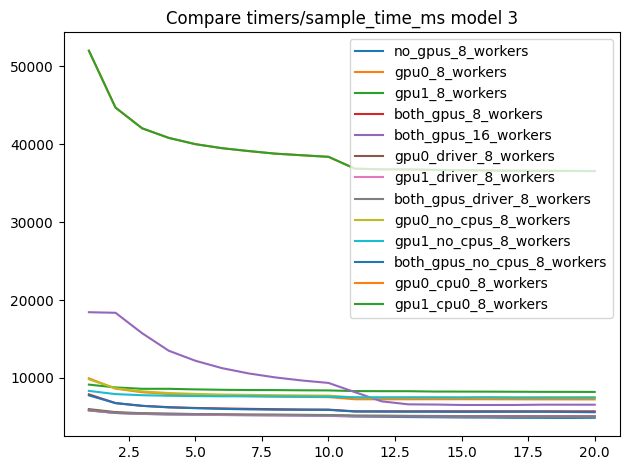 Compare timers/sample_time_ms model 3
50000
40000
30000
20000
10000
no_gpus_8_workers
gpu0_8_workers
gpu1_8_workers
both_gpus_8_workers
both_gpus_16_workers
gpu0_driver_8_workers
gpu1_driver_8_workers
both_gpus_driver_8_workers
gpu0_no_cpus_8_workers
gpu1_no_cpus_8_workers
both_gpus_no_cpus_8_workers
gpu0_cpu0_8_workers
gpu1_cpu0_8_workers
2.5 5.0 7.5 10.0 12.5 15.0 17.5 20.0